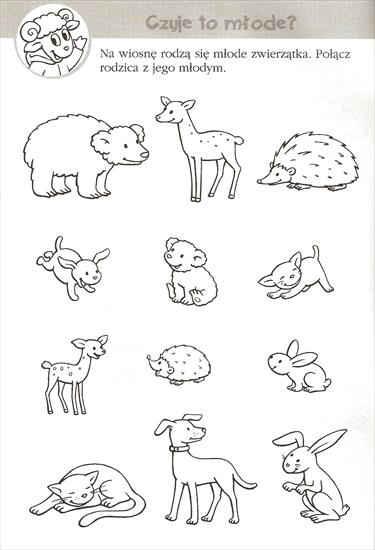 Czyje to młode?
Na wiosnę rodzą się młode zwierzątka. Połącz
rodzica z jego młodym.